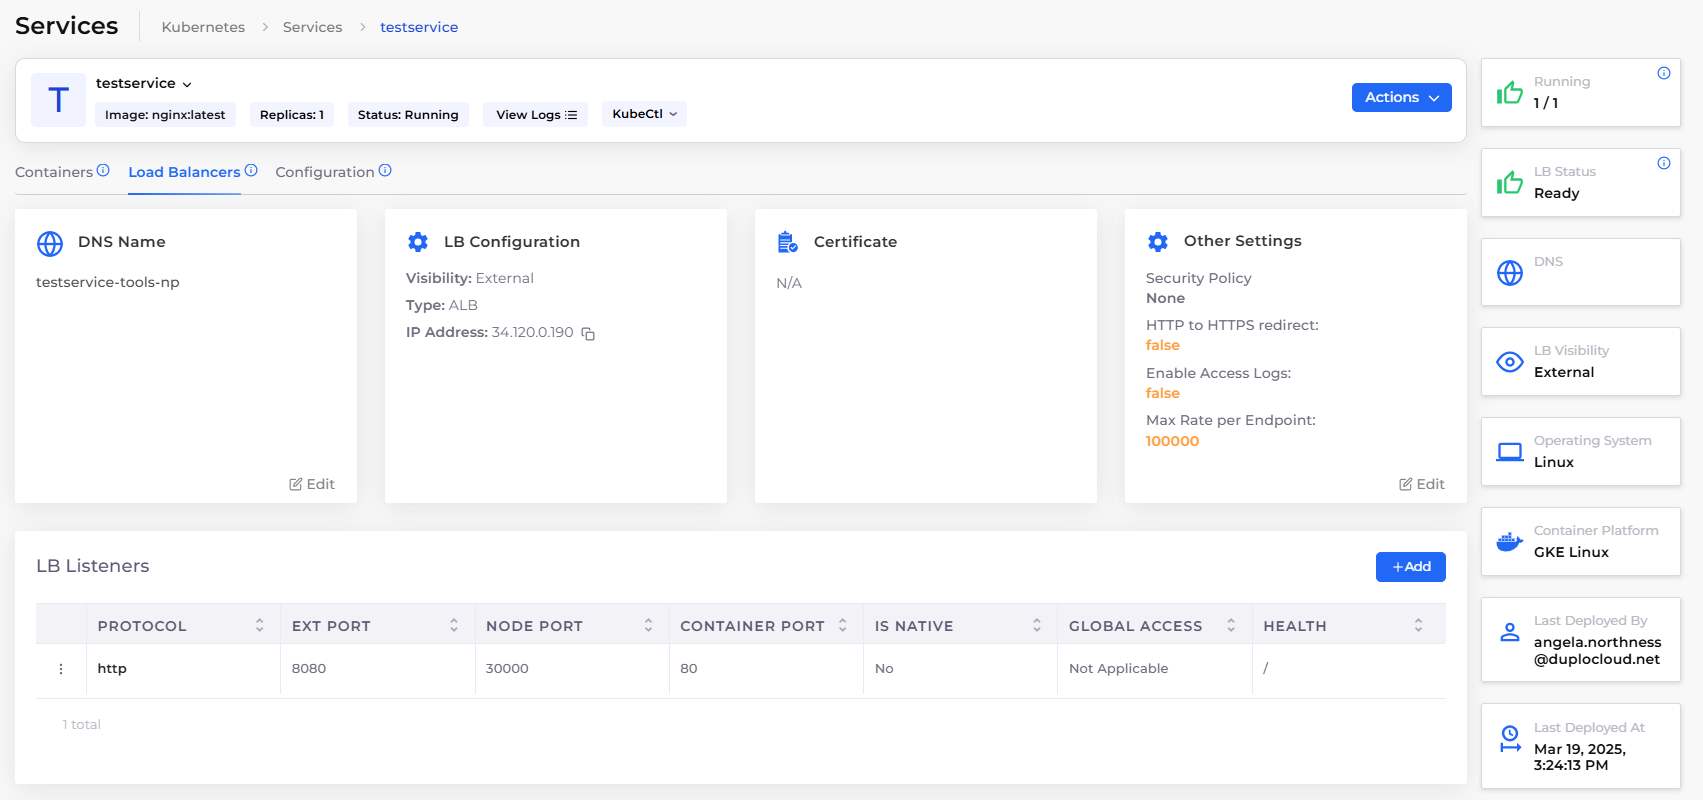 Services
Kubernetes > Services > testservice
T
testservice
Image: nginx:latest
Replicas: 1
Status: Running
View Logs
KubeCtl
Actions
Containers
Load Balancers
Configuration
DNS Name
testservice-tools-np
Edit
LB Configuration
Visibility: External
Type: ALB
IP Address: 34.120.0.190
Certificate
N/A
Other Settings
Security Policy
None
HTTP to HTTPS redirect:
false
Enable Access Logs:
false
Max Rate per Endpoint:
100000
Edit
LB Listeners
+Add
PROTOCOL EXT PORT NODE PORT CONTAINER PORT IS NATIVE GLOBAL ACCESS HEALTH
http 8080 30000 80 No Not Applicable /
1 total
Running
1 / 1
LB Status
Ready
DNS
LB Visibility
External
Operating System
Linux
Container Platform
GKE Linux
Last Deployed By
angela.northness
@duplocloud.net
Last Deployed At
Mar 19, 2025,
3:24:13 PM